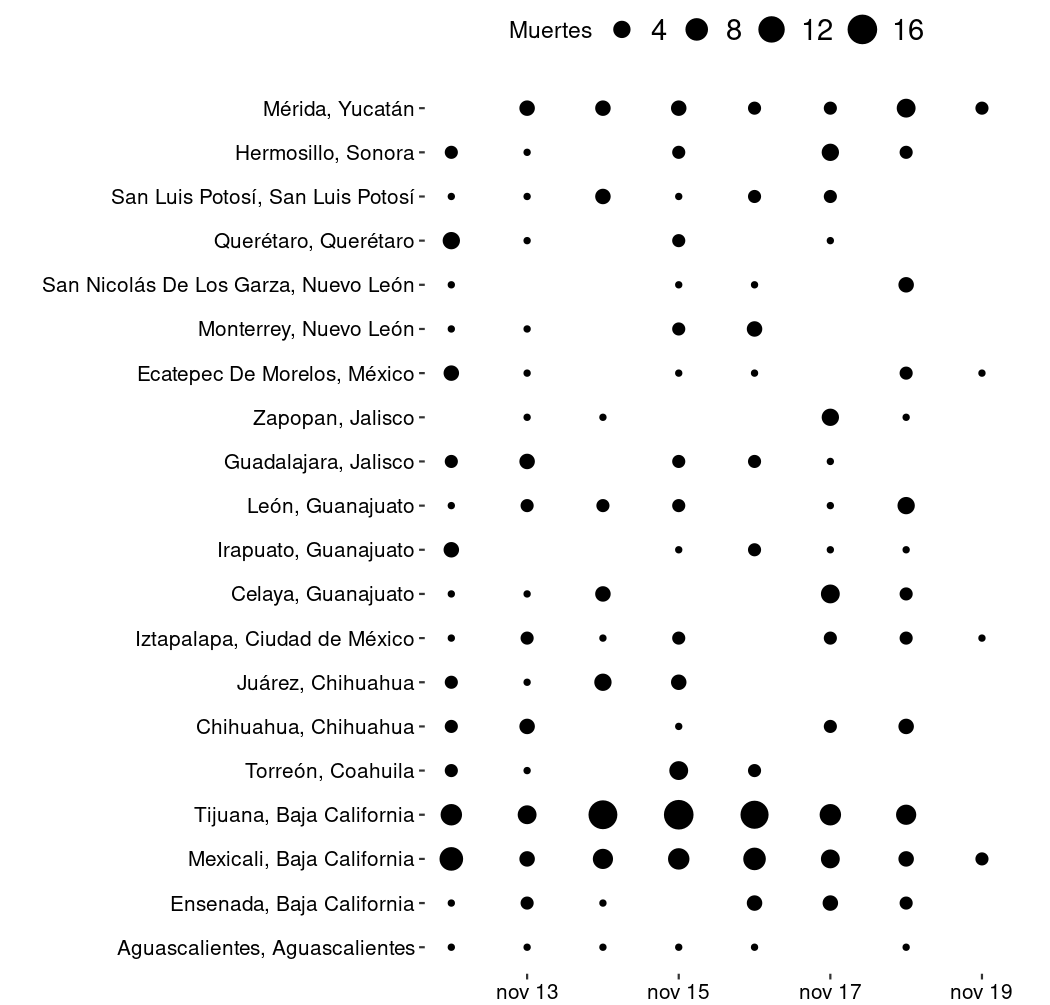 Muertes 4 8 12 16
Mérida, Yucatán
Hermosillo, Sonora
San Luis Potosí, San Luis Potosí
Querétaro, Querétaro
San Nicolás De Los Garza, Nuevo León
Monterrey, Nuevo León
Ecatepec De Morelos, México
Zapopan, Jalisco
Guadalajara, Jalisco
León, Guanajuato
Irapuato, Guanajuato
Celaya, Guanajuato
Iztapalapa, Ciudad de México
Juárez, Chihuahua
Chihuahua, Chihuahua
Torreón, Coahuila
Tijuana, Baja California
Mexicali, Baja California
Ensenada, Baja California
Aguascalientes, Aguascalientes
nov 13 nov 15 nov 17 nov 19